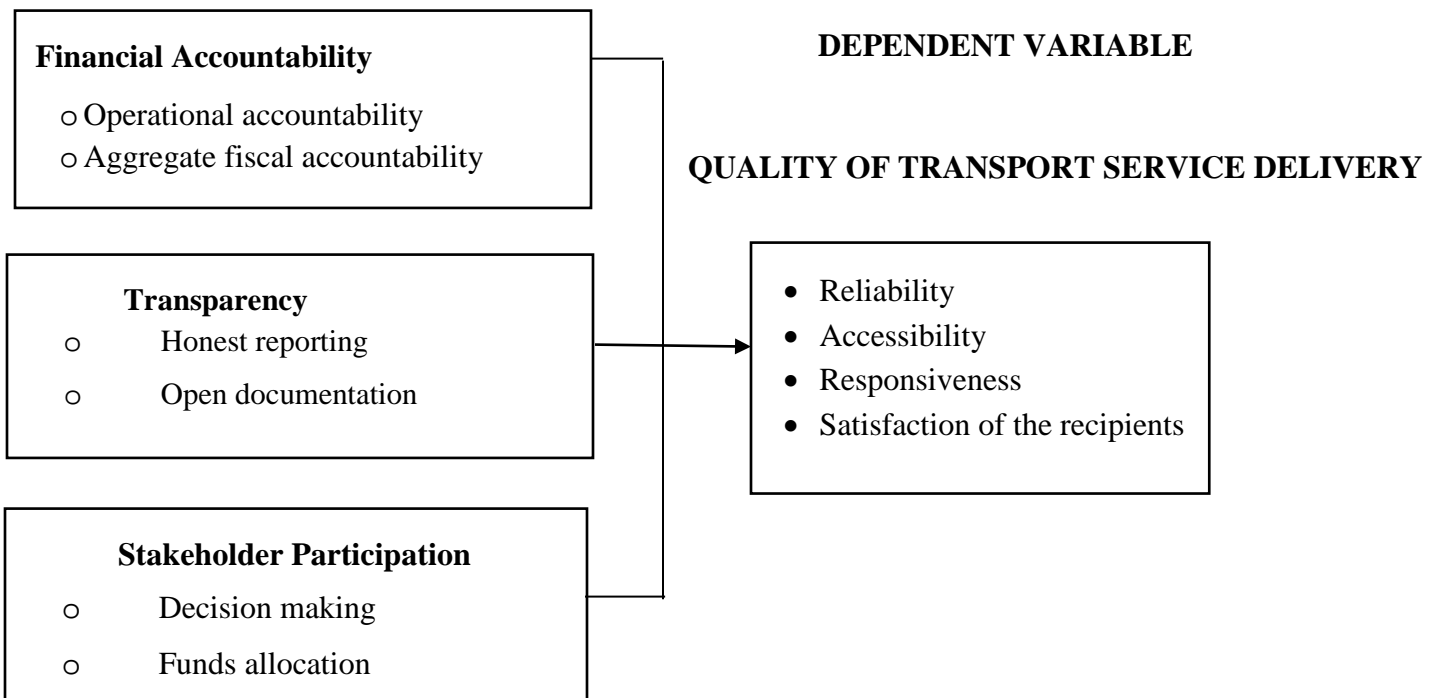 Financial Accountability
o Operational accountability
o Aggregate fiscal accountability
Transparency
o Honest reporting
o Open documentation
Stakeholder Participation
o Decision making
o Funds allocation
DEPENDENT VARIABLE
QUALITY OF TRANSPORT SERVICE DELIVERY
• Reliability
• Accessibility
• Responsiveness
• Satisfaction of the recipients